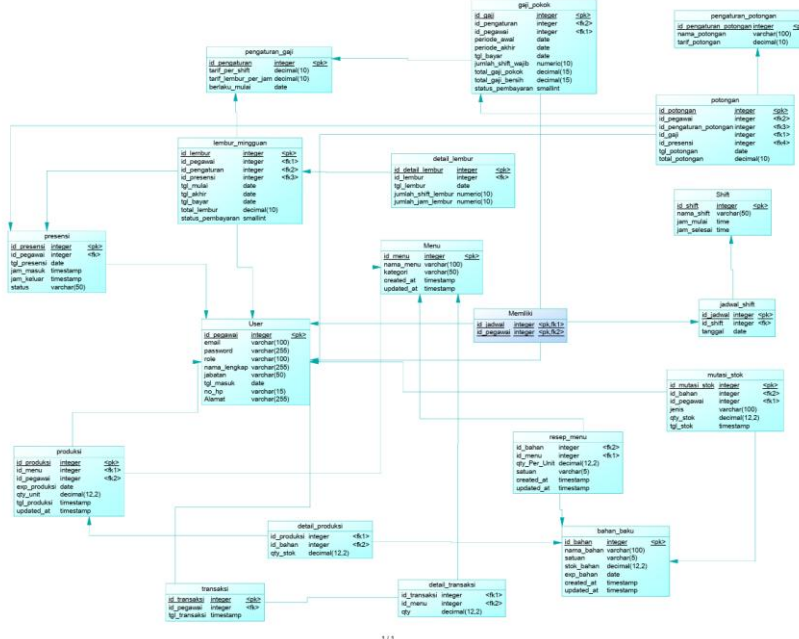 gaji_pokok
id_gaji integer <pk>
id_pengaturan integer <fk2>
id_pegawai integer <fk1>
periode_awal date
periode_akhir date
tgl_bayar date
jumlah_shift_wajib numeric(10)
total_gaji_pokok decimal(15)
total_gaji_bersih decimal(15)
status_pembayaran smallint
pengaturan_potongan
id_pengaturan_potongan integer
nama_potongan varchar(100)
tarif_potongan decimal(10)
pengaturan_gaji
id_pengaturan integer <pk>
tarif_per_shift decimal(10)
tarif_lembur_per_jam decimal(10)
berlaku_mulai date
potongan
id_potongan integer <pk>
id_pegawai integer <fk2>
id_pengaturan_potongan integer <fk3>
id_gaji integer <fk1>
id_presensi integer <fk4>
tgl_potongan date
total_potongan decimal(10)
lembur_mingguan
id_lembur integer <pk>
id_pegawai integer <fk1>
id_pengaturan integer <fk2>
id_presensi integer <fk3>
tgl_mulai date
tgl_akhir date
tgl_bayar date
total_lembur decimal(10)
status_pembayaran smallint
detail_lembur
id_detail_lembur integer <pk>
id_lembur integer <fk>
tgl_lembur date
jumlah_shift_lembur numeric(10)
jumlah_jam_lembur numeric(10)
Shift
id_shift integer <pk>
nama_shift varchar(50)
jam_mulai time
jam_selesai time
presensi
id_presensi integer <pk>
id_pegawai integer <fk>
tgl_presensi date
jam_masuk timestamp
jam_keluar timestamp
status varchar(50)
Menu
id_menu integer <pk>
nama_menu varchar(100)
kategori varchar(50)
created_at timestamp
updated_at timestamp
jadwal_shift
id_jadwal integer <pk>
id_shift integer <fk>
tanggal date
Memiliki
id_jadwal integer <pk,fk1>
id_pegawai integer <pk,fk2>
User
id_pegawai integer <pk>
email varchar(100)
password varchar(255)
role varchar(100)
nama_lengkap varchar(255)
jabatan varchar(50)
tgl_masuk date
no_hp varchar(15)
Alamat varchar(255)
mutasi_stok
id_mutasi_stok integer <pk>
id_bahan integer <fk2>
id_pegawai integer <fk1>
jenis varchar(100)
qty_stok decimal(12,2)
tgl_stok timestamp
resep_menu
id_bahan integer <fk2>
id_menu integer <fk1>
qty_Per_Unit decimal(12,2)
satuan varchar(5)
created_at timestamp
updated_at timestamp
produksi
id_produksi integer <pk>
id_menu integer <fk1>
id_pegawai integer <fk2>
exp_produksi date
qty_unit decimal(12,2)
tgl_produksi timestamp
updated_at timestamp
detail_produksi
id_produksi integer <fk1>
id_bahan integer <fk2>
qty_stok decimal(12,2)
bahan_baku
id_bahan integer <pk>
nama_bahan varchar(100)
satuan varchar(5)
stok_bahan decimal(12,2)
exp_bahan date
created_at timestamp
updated_at timestamp
transaksi
id_transaksi integer <pk>
id_pegawai integer <fk>
tgl_transaksi timestamp
detail_transaksi
id_transaksi integer <fk1>
id_menu integer <fk2>
qty decimal(12,2)